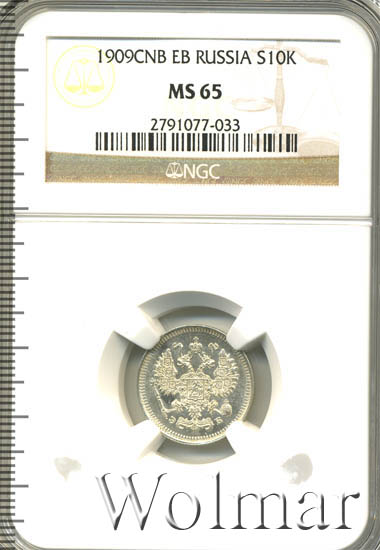 1909CNB EB RUSSIA S10K
MS 65
2791077-033
NGC
Э Б
Wolmar